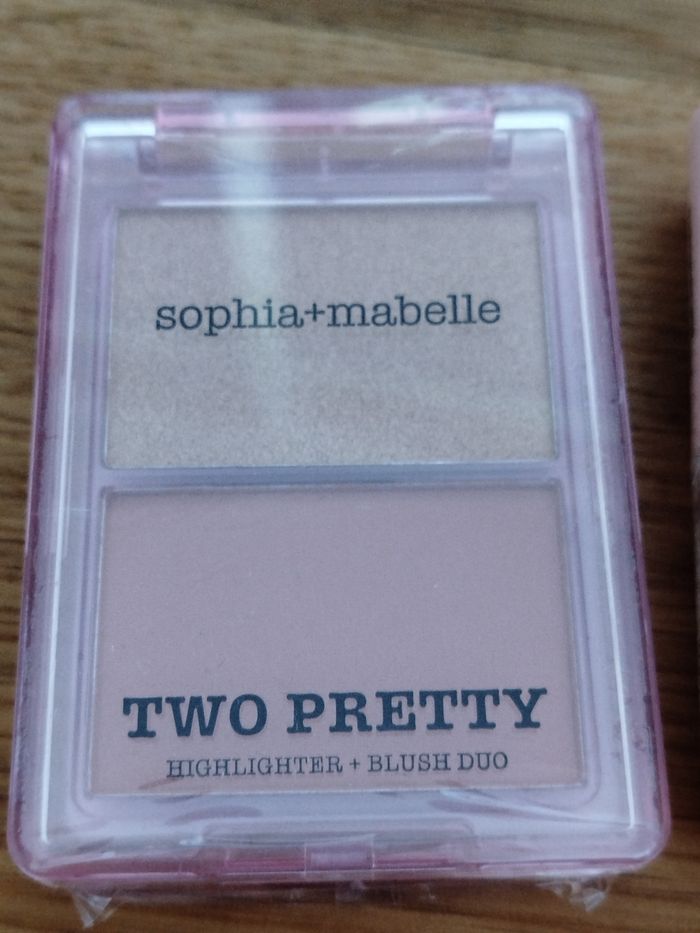 sophia+mabelle
TWO PRETTY
HIGHLIGHTER + BLUSH DUO